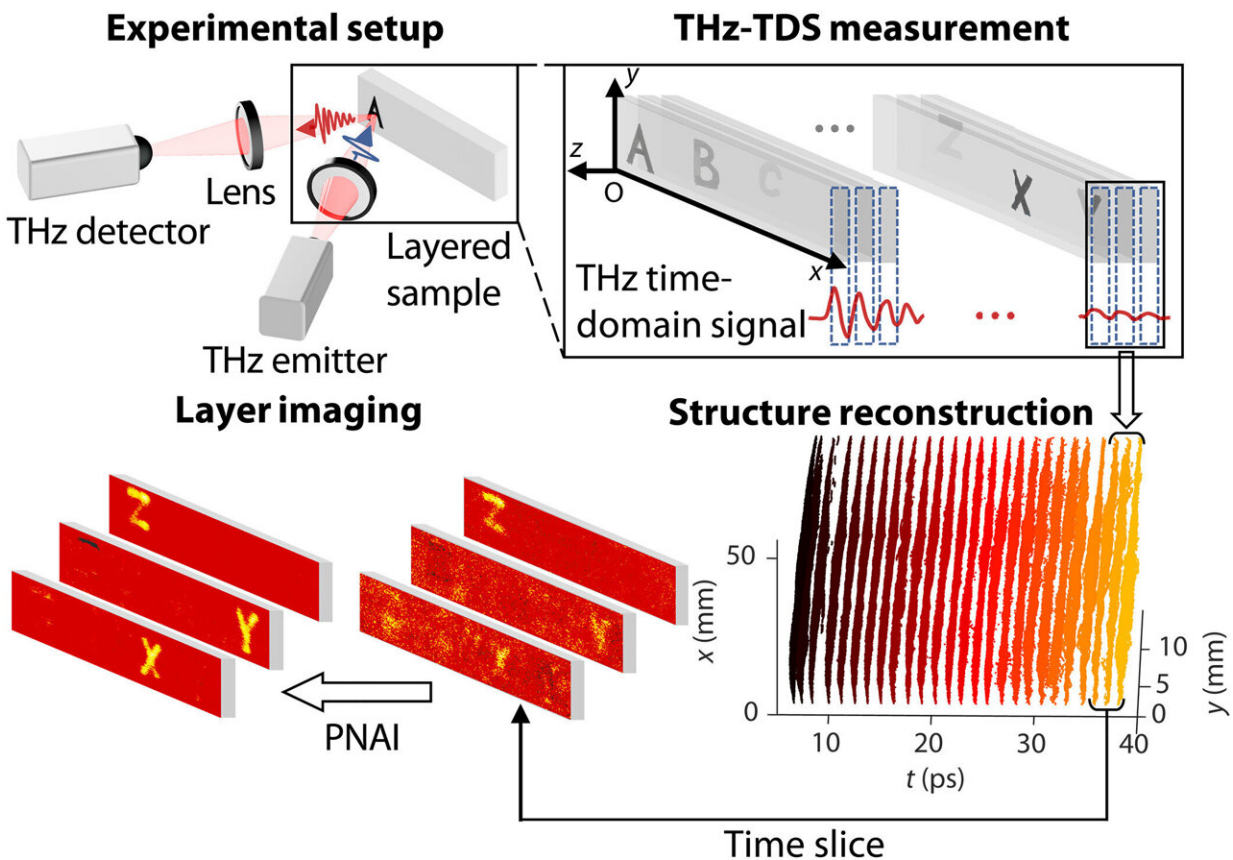 Experimental setup
THz-TDS measurement
A
Lens
THz detector
Layered
sample
THz emitter
y
z
O
x
A B C ... Z X Y
THz time-
domain signal
...
Layer imaging
Structure reconstruction
Z
Y
X
Z
Y
X
PNAI
50
0
x (mm)
10
5
0
y (mm)
10 20 30 40
t (ps)
Time slice